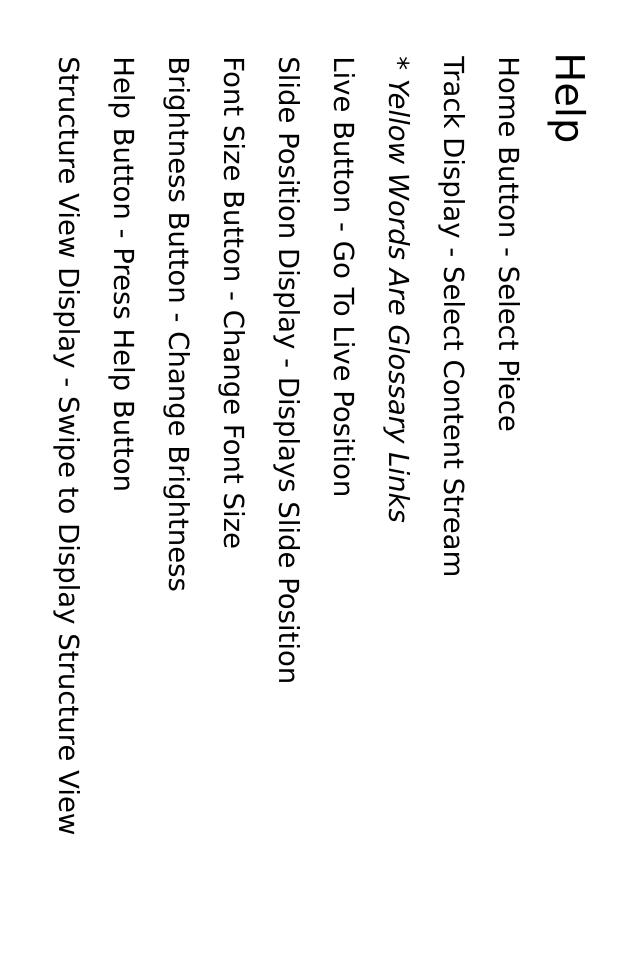 Help
Home Button - Select Piece
Track Display - Select Content Stream
* Yellow Words Are Glossary Links
Live Button - Go To Live Position
Slide Position Display - Displays Slide Position
Font Size Button - Change Font Size
Brightness Button - Change Brightness
Help Button - Press Help Button
Structure View Display - Swipe to Display Structure View